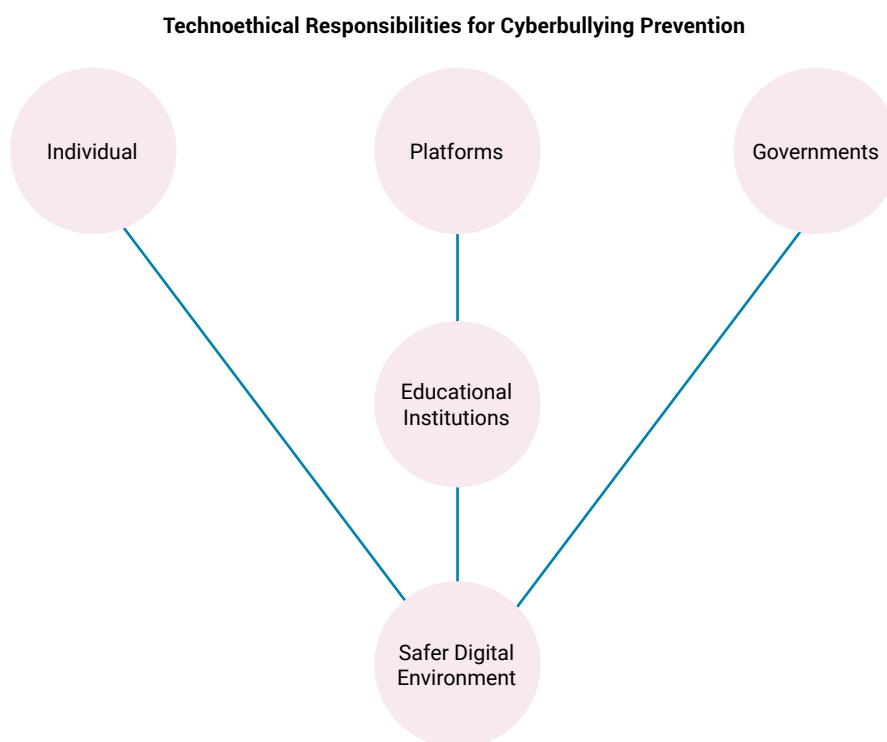 Technoethical Responsibilities for Cyberbullying Prevention
Individual
Platforms
Governments
Educational
Institutions
Safer Digital
Environment